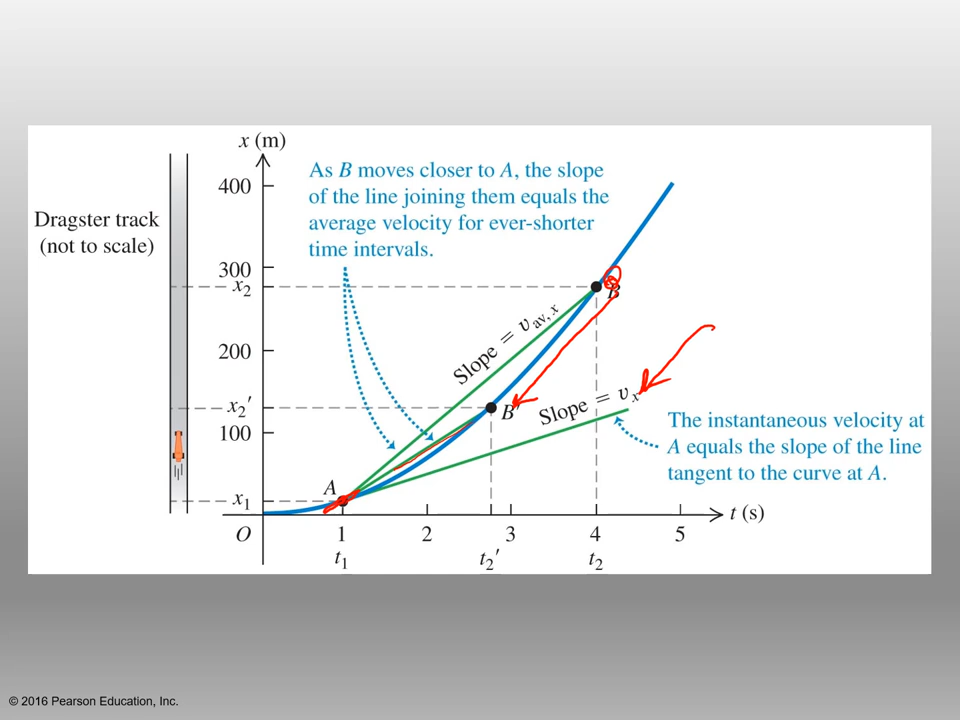 x (m)
As B moves closer to A, the slope
of the line joining them equals the
average velocity for ever-shorter
time intervals.
Dragster track
(not to scale)
400
300
x₂
200
x₂′
100
x₁
Slope = υav, x
B
B′
Slope = υx
A
The instantaneous velocity at
A equals the slope of the line
tangent to the curve at A.
O
1
2
3
4
5
t (s)
t₁
t₂′
t₂
© 2016 Pearson Education, Inc.